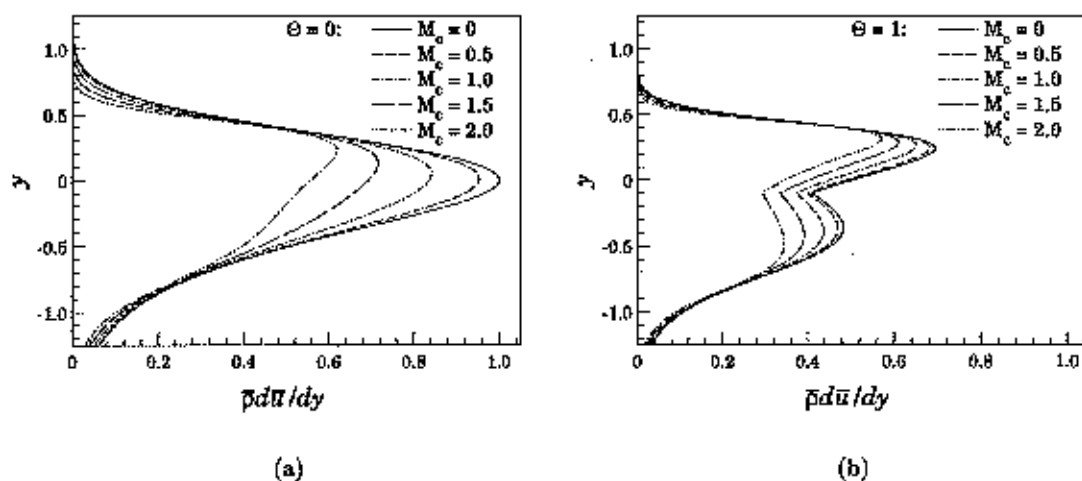 Θ = 0: M_c = 0
M_c = 0.5
M_c = 1.0
M_c = 1.5
M_c = 2.0
1.0
0.5
0
-0.5
-1.0
y
0 0.2 0.4 0.6 0.8 1.0
ρ̅dū/dy
(a)
Θ = 1: M_c = 0
M_c = 0.5
M_c = 1.0
M_c = 1.5
M_c = 2.0
1.0
0.5
0
-0.5
-1.0
y
0 0.2 0.4 0.6 0.8 1.0
ρ̅dū/dy
(b)